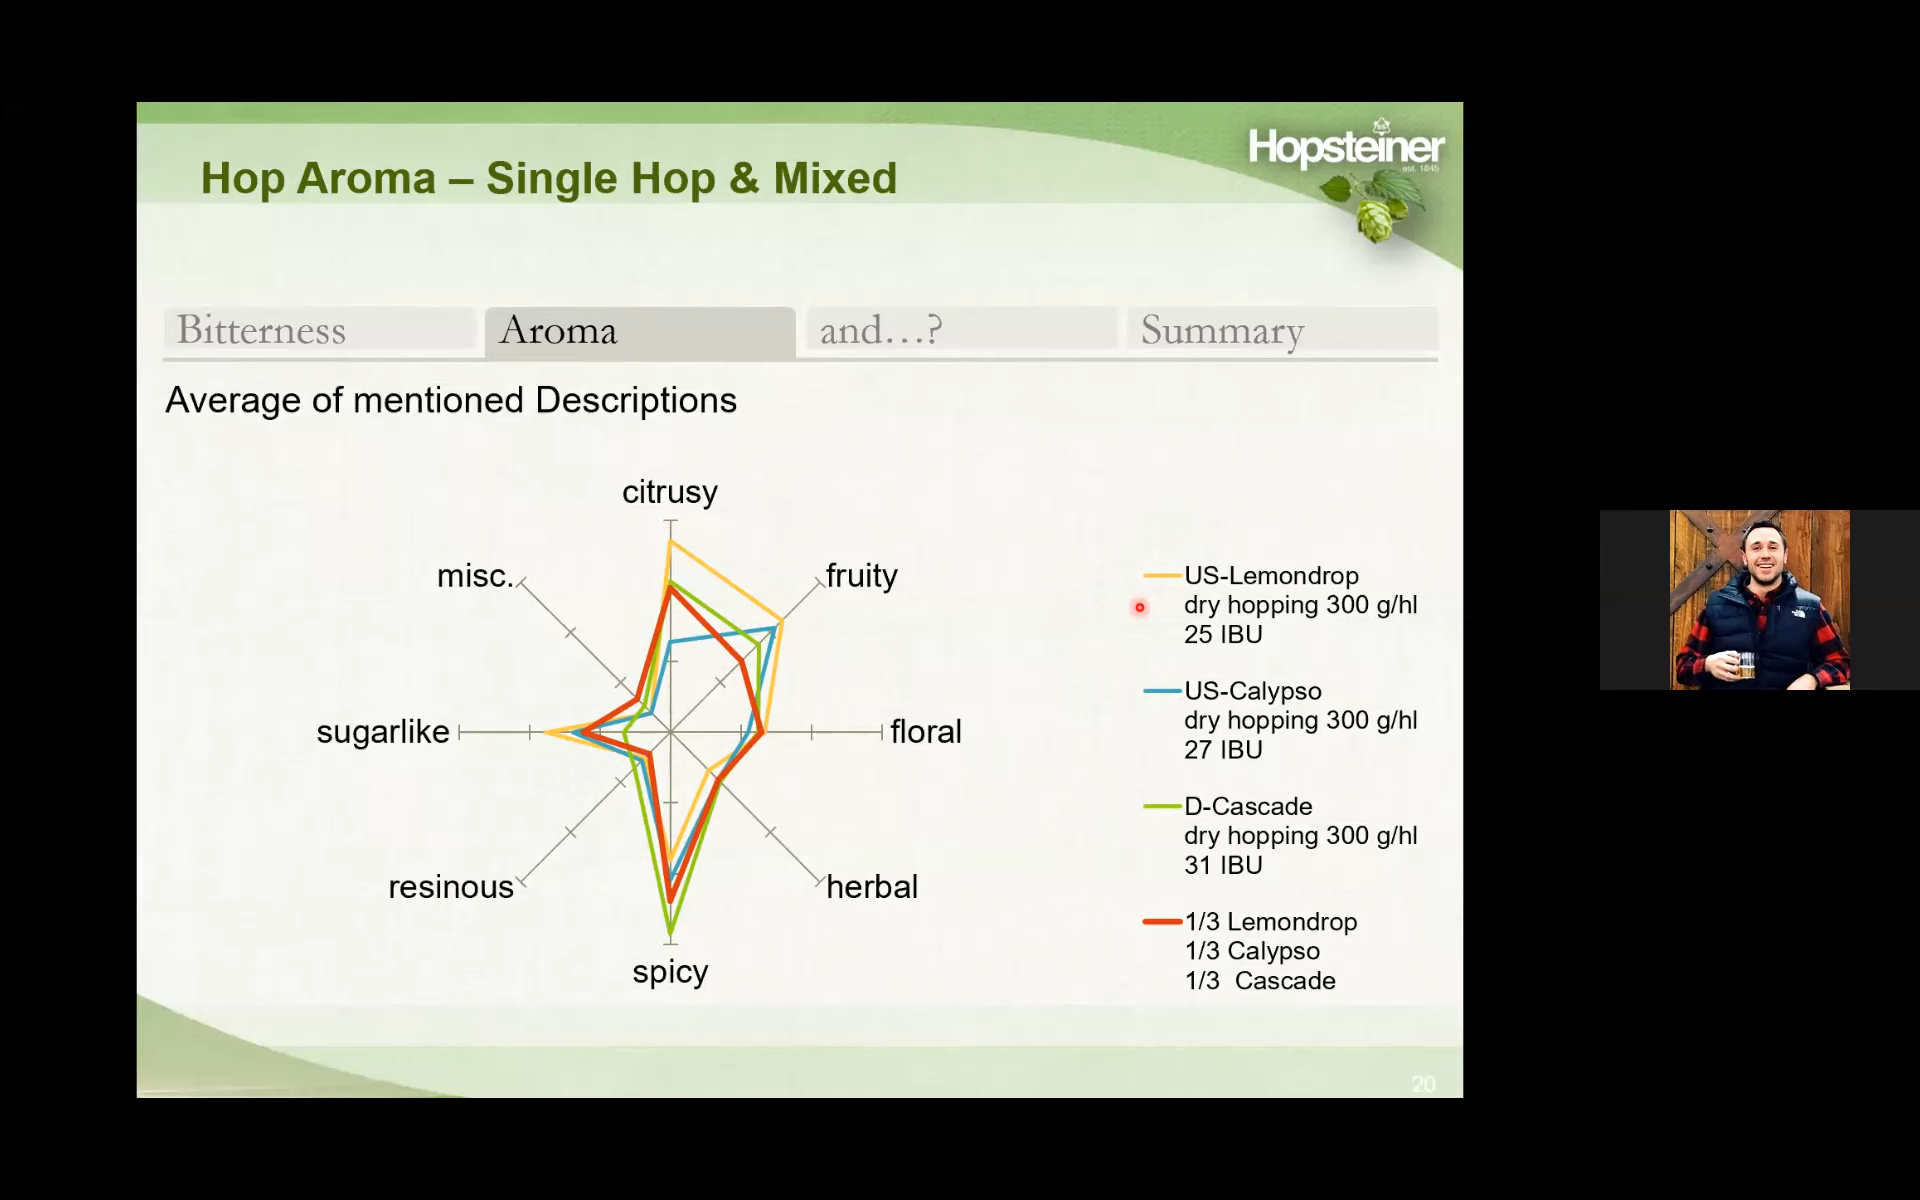 Hopsteiner
est. 1845
Hop Aroma – Single Hop & Mixed
Bitterness
Aroma
and…?
Summary
Average of mentioned Descriptions
citrusy
misc.
fruity
sugarlike
floral
resinous
herbal
spicy
US-Lemondrop
dry hopping 300 g/hl
25 IBU
US-Calypso
dry hopping 300 g/hl
27 IBU
D-Cascade
dry hopping 300 g/hl
31 IBU
1/3 Lemondrop
1/3 Calypso
1/3 Cascade
20